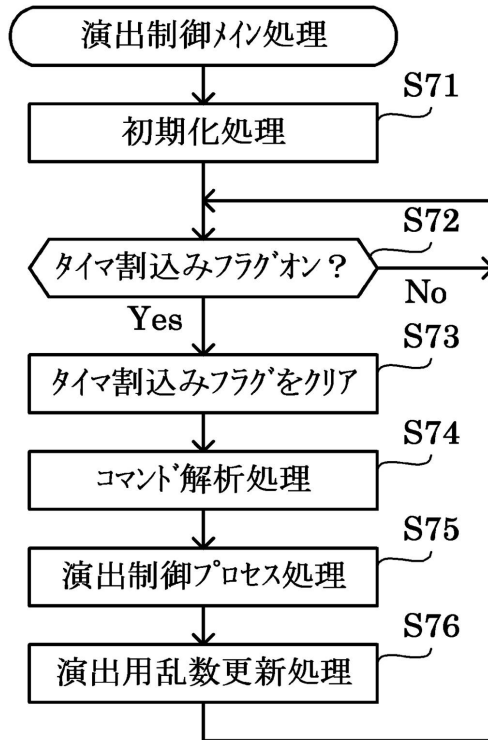 演出制御メイン処理
S71
初期化処理
S72
タイマ割込みフラグオン？
No
Yes
S73
タイマ割込みフラグをクリア
S74
コマンド解析処理
S75
演出制御プロセス処理
S76
演出用乱数更新処理